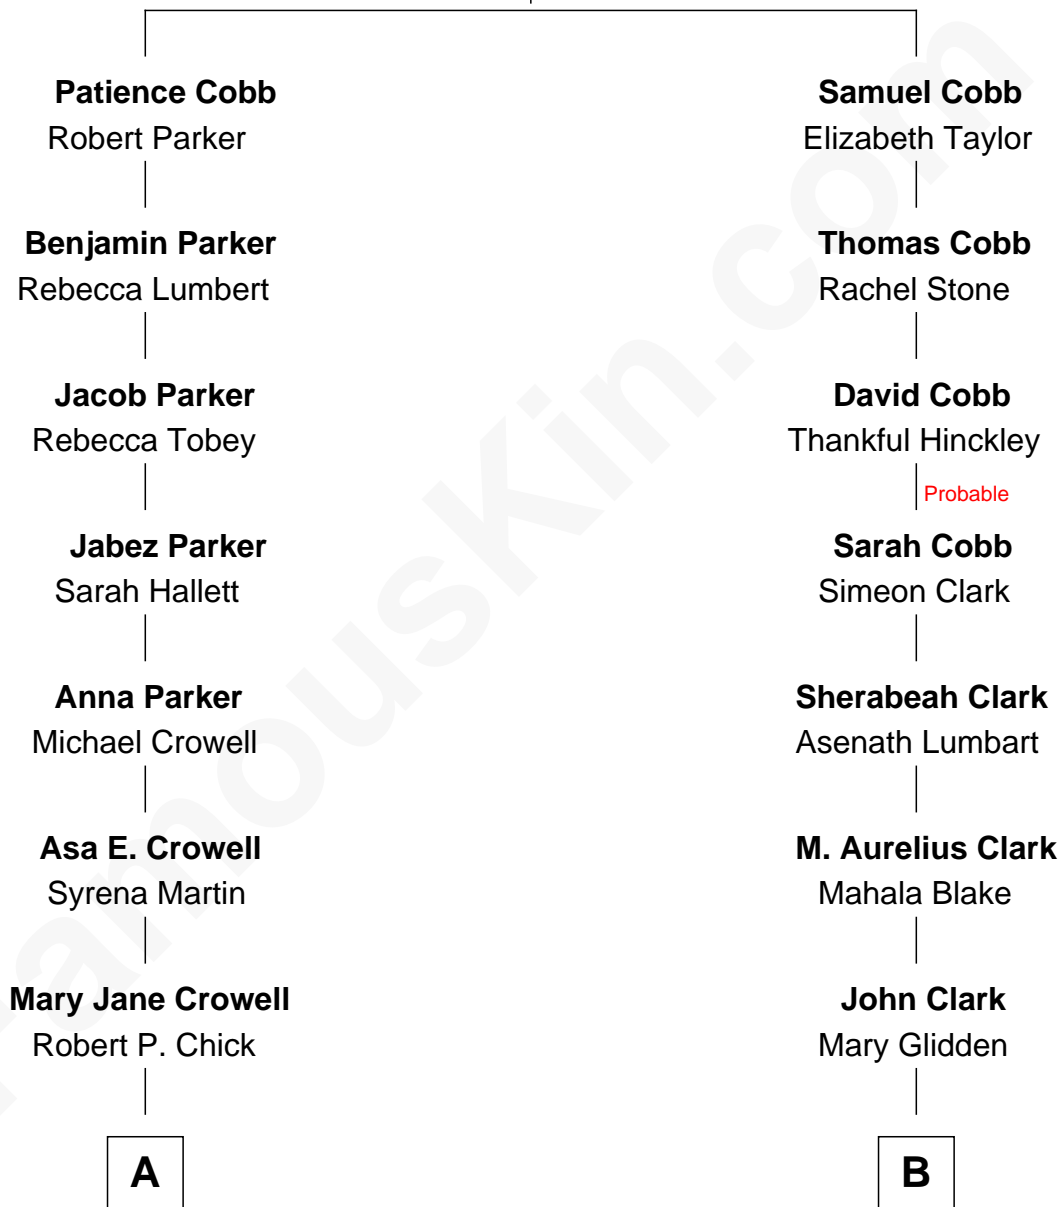 Patience Cobb
Robert Parker
Benjamin Parker
Rebecca Lumbert
Jacob Parker
Rebecca Tobey
Jabez Parker
Sarah Hallett
Anna Parker
Michael Crowell
Asa E. Crowell
Syrena Martin
Mary Jane Crowell
Robert P. Chick
A
Samuel Cobb
Elizabeth Taylor
Thomas Cobb
Rachel Stone
David Cobb
Thankful Hinckley
Probable
Sarah Cobb
Simeon Clark
Sherabeah Clark
Asenath Lumbart
M. Aurelius Clark
Mahala Blake
John Clark
Mary Glidden
B
FamousKin.com